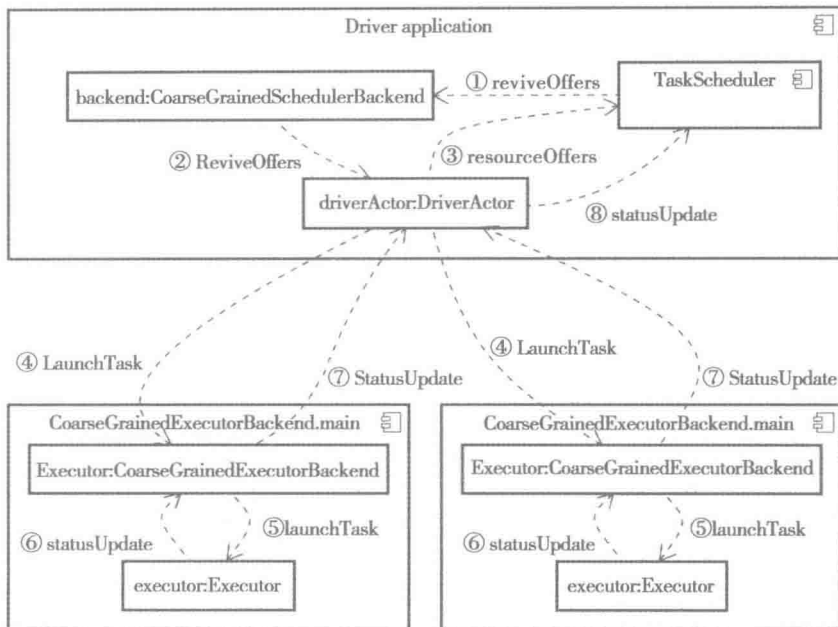 Driver application
① reviveOffers
TaskScheduler
backend:CoarseGrainedSchedulerBackend
② ReviveOffers
③ resourceOffers
driverActor:DriverActor
⑧ statusUpdate
④ LaunchTask
④ LaunchTask
⑦ StatusUpdate
⑦ StatusUpdate
CoarseGrainedExecutorBackend.main
CoarseGrainedExecutorBackend.main
Executor:CoarseGrainedExecutorBackend
Executor:CoarseGrainedExecutorBackend
⑤launchTask
⑤launchTask
⑥ statusUpdate
⑥ statusUpdate
executor:Executor
executor:Executor